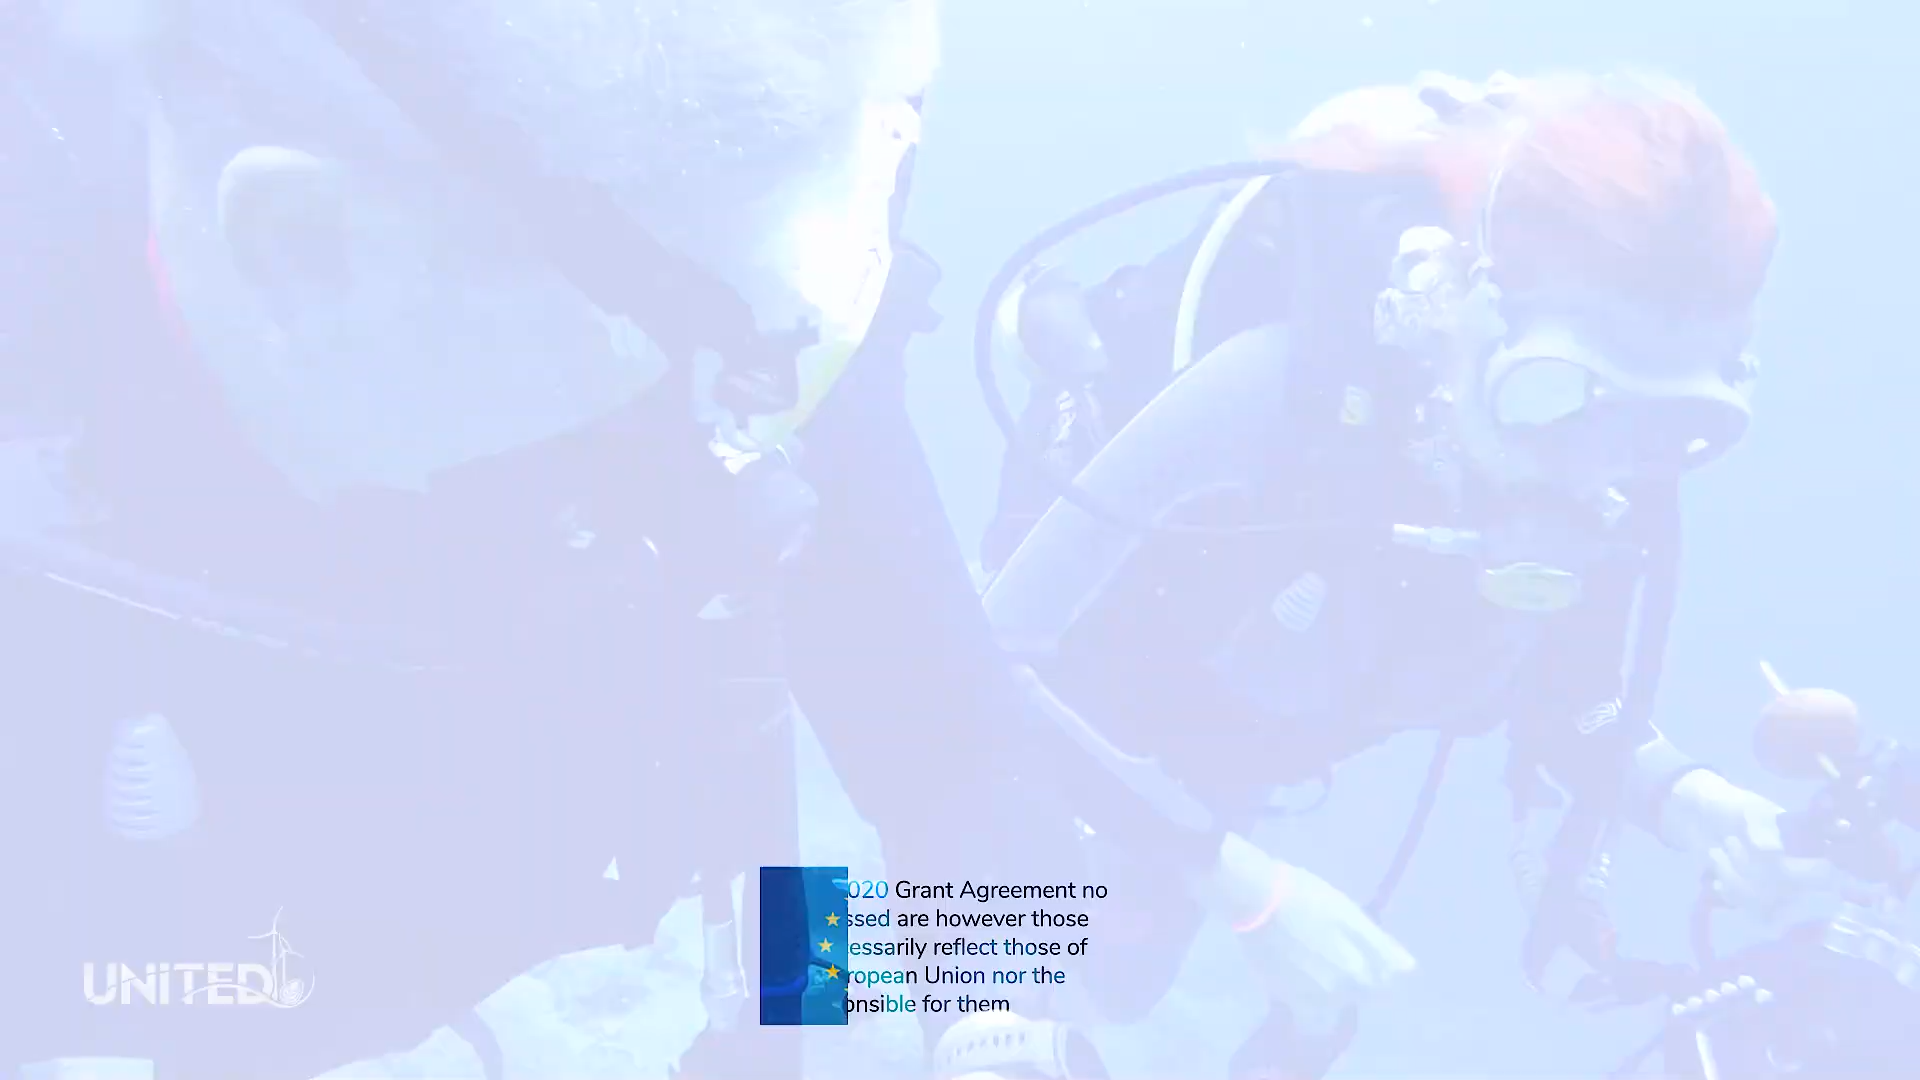 020 Grant Agreement no
ssed are however those
essarily reflect those of
ropean Union nor the
onsible for them
UNITED